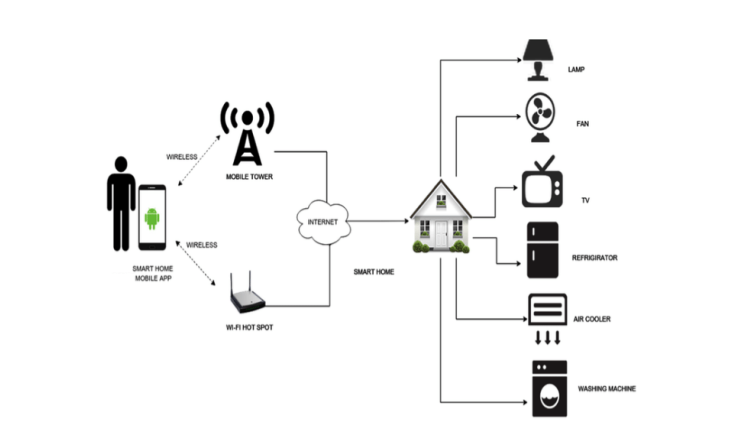 LAMP
FAN
WIRELESS
MOBILE TOWER
TV
INTERNET
WIRELESS
SMART HOME
MOBILE APP
SMART HOME
REFRIGIRATOR
WI-FI HOT SPOT
AIR COOLER
WASHING MACHINE